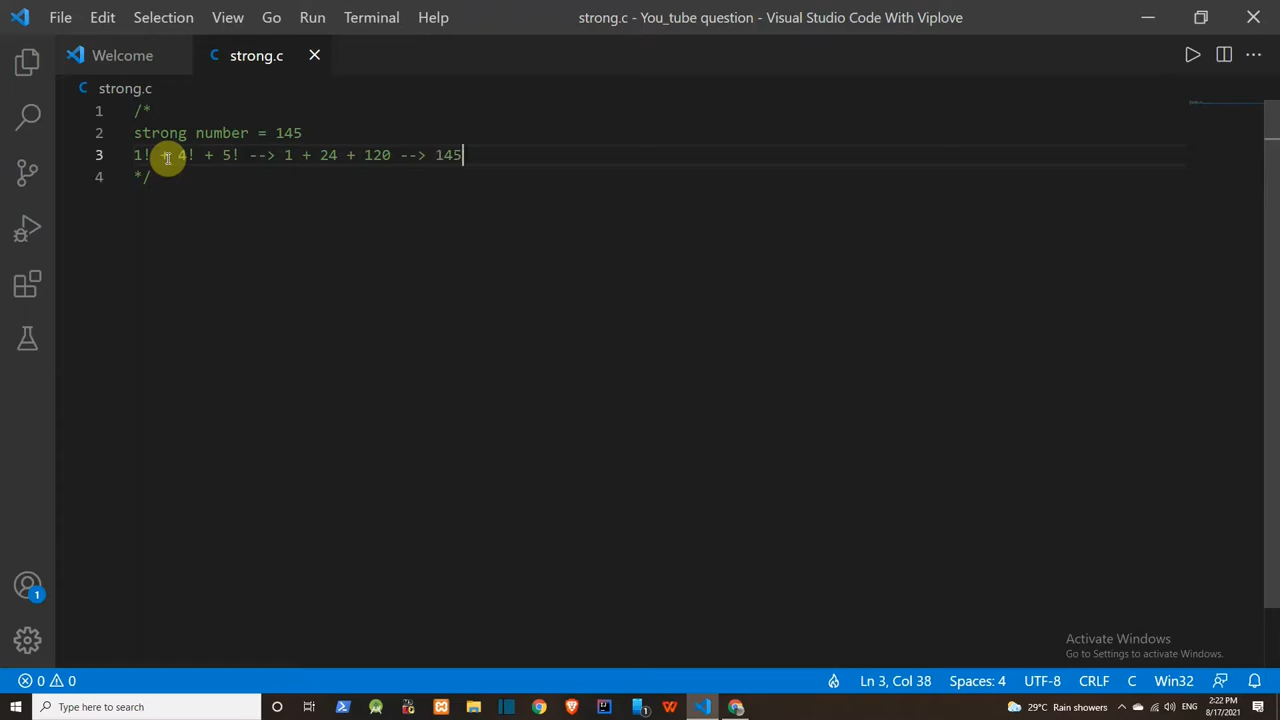 File Edit Selection View Go Run Terminal Help strong.c - You_tube question - Visual Studio Code With Viplove
Welcome C strong.c
C strong.c
1 /*
2 strong number = 145
3 1! + 4! + 5! --> 1 + 24 + 120 --> 145
4 */
1
Activate Windows
Go to Settings to activate Windows.
0 0 Ln 3, Col 38 Spaces: 4 UTF-8 CRLF C Win32
Type here to search 1 29°C Rain showers ENG 2:22 PM
8/17/2021